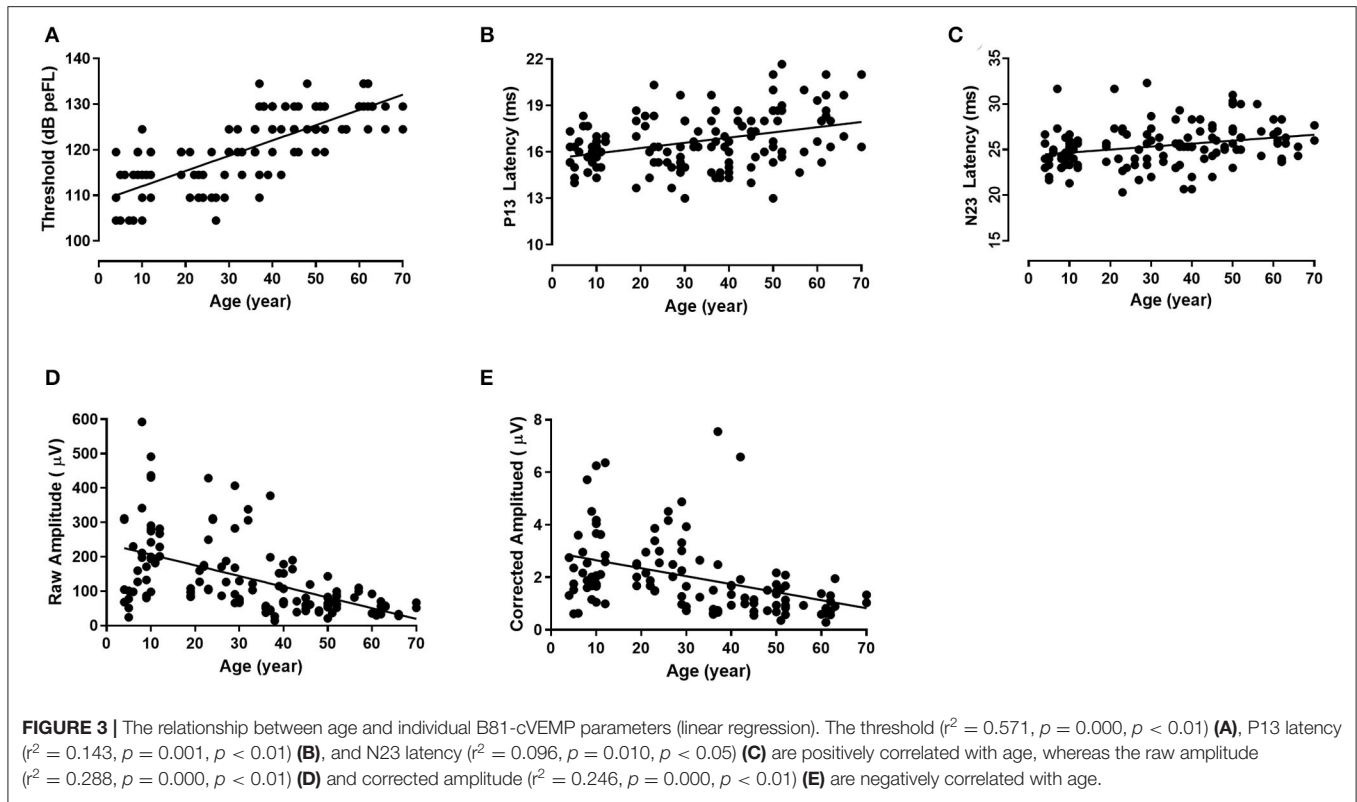 A
Threshold (dB peFL)
140
130
120
110
100
0 10 20 30 40 50 60 70
Age (year)
B
P13 Latency (ms)
22
19
16
13
10
0 10 20 30 40 50 60 70
Age (year)
C
N23 Latency (ms)
35
30
25
20
15
0 10 20 30 40 50 60 70
Age (year)
D
Raw Amplitude ( μV)
600
500
400
300
200
100
0
0 10 20 30 40 50 60 70
Age (year)
E
Corrected Amplitued ( μV)
8
6
4
2
0
0 10 20 30 40 50 60 70
Age (year)
FIGURE 3 | The relationship between age and individual B81-cVEMP parameters (linear regression). The threshold (r² = 0.571, p = 0.000, p < 0.01) (A), P13 latency
(r² = 0.143, p = 0.001, p < 0.01) (B), and N23 latency (r² = 0.096, p = 0.010, p < 0.05) (C) are positively correlated with age, whereas the raw amplitude
(r² = 0.288, p = 0.000, p < 0.01) (D) and corrected amplitude (r² = 0.246, p = 0.000, p < 0.01) (E) are negatively correlated with age.